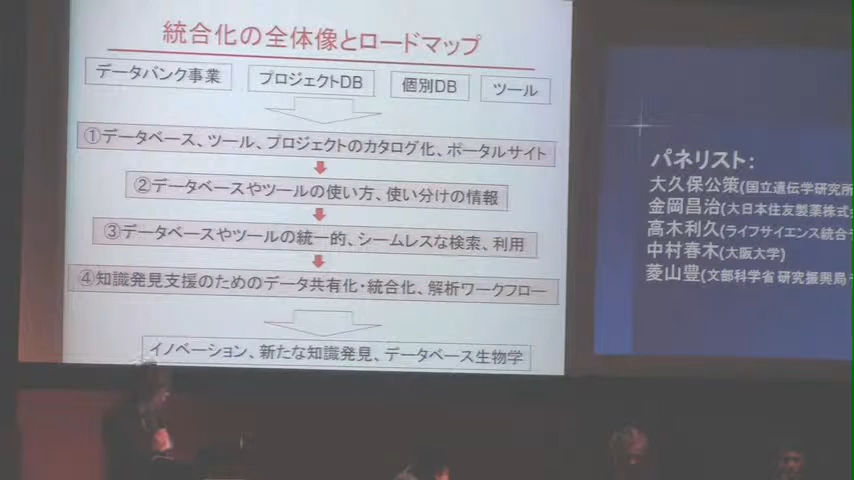 統合化の全体像とロードマップ
データバンク事業
プロジェクトDB
個別DB
ツール
①データベース、ツール、プロジェクトのカタログ化、ポータルサイト
②データベースやツールの使い方、使い分けの情報
③データベースやツールの統一的、シームレスな検索、利用
④知識発見支援のためのデータ共有化・統合化、解析ワークフロー
イノベーション、新たな知識発見、データベース生物学
パネリスト:
大久保公策(国立遺伝学研究所
金岡昌治(大日本住友製薬株式
高木利久(ライフサイエンス統合
中村春木(大阪大学)
菱山豊(文部科学省 研究振興局